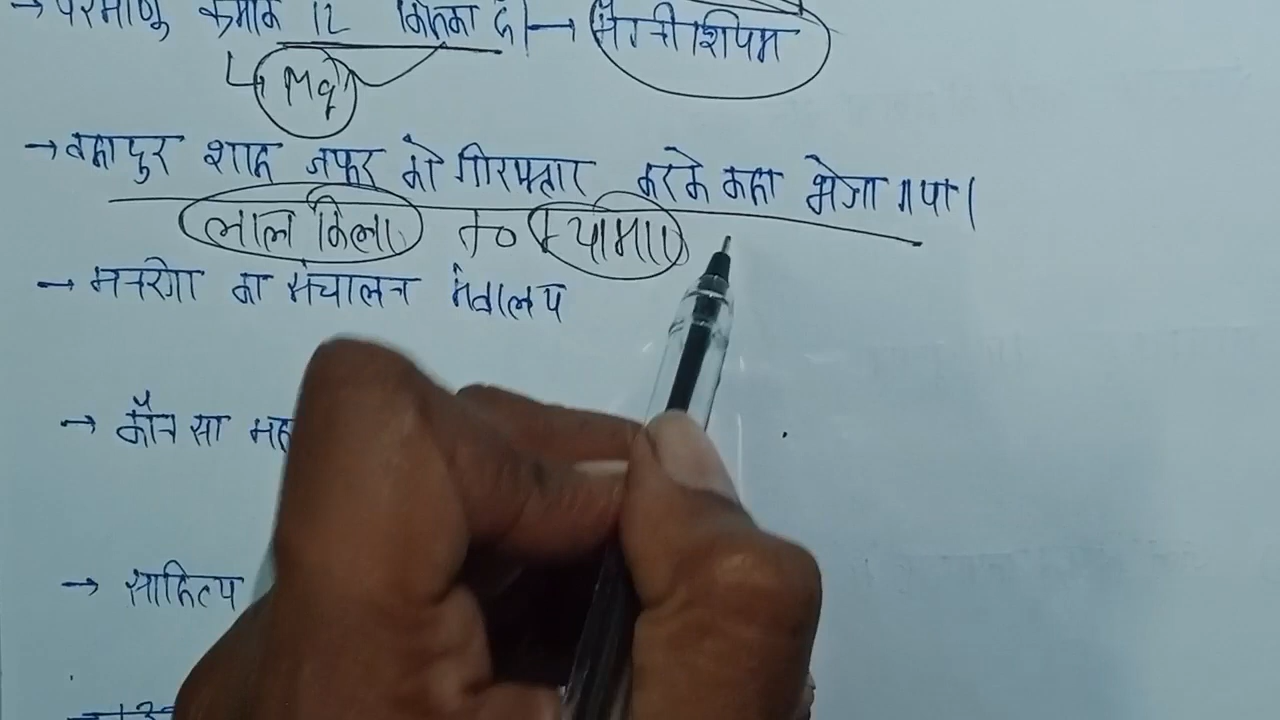 → परमाणु क्रमांक 12 किसका है। → मैग्नीशियम
↳ Mg
→ बहादुर शाह जफर को गिरफ्तार करके कहा भेजा गया।
लाल किला to
→ मनरेगा का संचालन मंत्रालय
→ कौन सा मह
→ साहित्य